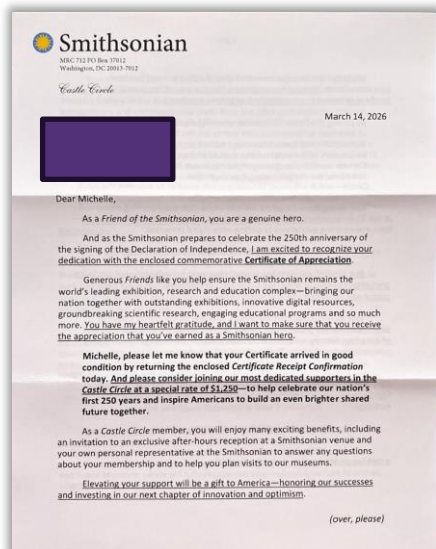 Smithsonian
MRC 712 PO Box 37012
Washington, DC 20013-7012
Castle Circle
March 14, 2026
Dear Michelle,
As a Friend of the Smithsonian, you are a genuine hero.
And as the Smithsonian prepares to celebrate the 250th anniversary of
the signing of the Declaration of Independence, I am excited to recognize your
dedication with the enclosed commemorative Certificate of Appreciation.
Generous Friends like you help ensure the Smithsonian remains the
world's leading exhibition, research and education complex—bringing our
nation together with outstanding exhibitions, innovative digital resources,
groundbreaking scientific research, engaging educational programs and so much
more. You have my heartfelt gratitude, and I want to make sure that you receive
the appreciation that you've earned as a Smithsonian hero.
Michelle, please let me know that your Certificate arrived in good
condition by returning the enclosed Certificate Receipt Confirmation
today. And please consider joining our most dedicated supporters in the
Castle Circle at a special rate of $1,250—to help celebrate our nation's
first 250 years and inspire Americans to build an even brighter shared
future together.
As a Castle Circle member, you will enjoy many exciting benefits, including
an invitation to an exclusive after-hours reception at a Smithsonian venue and
your own personal representative at the Smithsonian to answer any questions
about your membership and to help you plan visits to our museums.
Elevating your support will be a gift to America—honoring our successes
and investing in our next chapter of innovation and optimism.
(over, please)